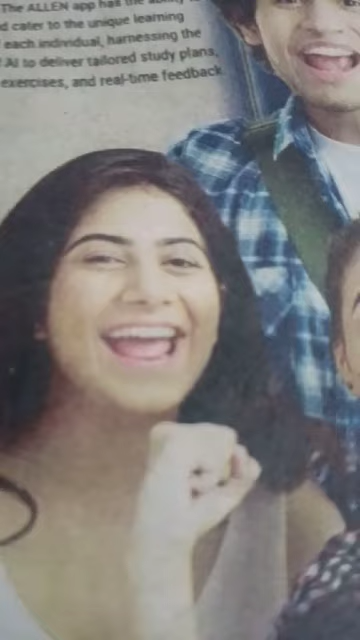 The ALLEN app has the ability
d cater to the unique learning
each individual, harnessing the
AI to deliver tailored study plans,
exercises, and real-time feedback.